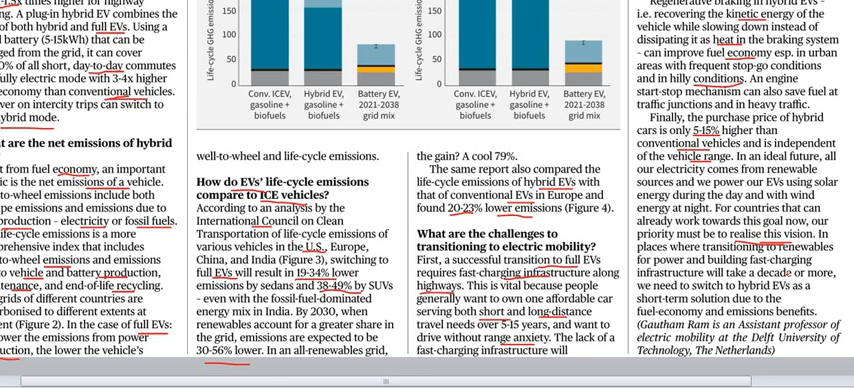 times higher for highway
ng. A plug-in hybrid EV combines the
of both hybrid and full EVs. Using a
l battery (5-15kWh) that can be
ged from the grid, it can cover
0% of all short, day-to-day commutes
fully electric mode with 3-4x higher
economy than conventional vehicles.
ver on intercity trips can switch to
ybrid mode.
t are the net emissions of hybrid
t from fuel economy, an important
ic is the net emissions of a vehicle.
to-wheel emissions include both
pe emissions and emissions due to
production - electricity or fossil fuels.
life-cycle emissions is a more
prehensive index that includes
to-wheel emissions and emissions
to vehicle and battery production,
tenance, and end-of-life recycling.
grids of different countries are
rbonised to different extents at
ent (Figure 2). In the case of full EVs:
ower the emissions from power
uction, the lower the vehicle's
Life-cycle GHG emission
150
100
50
0
Conv. ICEV, gasoline + biofuels
Hybrid EV, gasoline + biofuels
Battery EV, 2021-2038 grid mix
well-to-wheel and life-cycle emissions.
How do EVs' life-cycle emissions
compare to ICE vehicles?
According to an analysis by the
International Council on Clean
Transportation of life-cycle emissions of
various vehicles in the U.S., Europe,
China, and India (Figure 3), switching to
full EVs will result in 19-34% lower
emissions by sedans and 38-49% by SUVs
- even with the fossil-fuel-dominated
energy mix in India. By 2030, when
renewables account for a greater share in
the grid, emissions are expected to be
30-56% lower. In an all-renewables grid,
Life-cycle GHG emission
150
100
50
0
Conv. ICEV, gasoline + biofuels
Hybrid EV, gasoline + biofuels
Battery EV, 2021-2038 grid mix
the gain? A cool 79%.
The same report also compared the
life-cycle emissions of hybrid EVs with
that of conventional EVs in Europe and
found 20-23% lower emissions (Figure 4).
What are the challenges to
transitioning to electric mobility?
First, a successful transition to full EVs
requires fast-charging infrastructure along
highways. This is vital because people
generally want to own one affordable car
serving both short and long-distance
travel needs over 5-15 years, and want to
drive without range anxiety. The lack of a
fast-charging infrastructure will
Regenerative braking in hybrid EVs -
i.e. recovering the kinetic energy of the
vehicle while slowing down instead of
dissipating it as heat in the braking system
- can improve fuel economy esp. in urban
areas with frequent stop-go conditions
and in hilly conditions. An engine
start-stop mechanism can also save fuel at
traffic junctions and in heavy traffic.
Finally, the purchase price of hybrid
cars is only 5-15% higher than
conventional vehicles and is independent
of the vehicle range. In an ideal future, all
our electricity comes from renewable
sources and we power our EVs using solar
energy during the day and with wind
energy at night. For countries that can
already work towards this goal now, our
priority must be to realise this vision. In
places where transitioning to renewables
for power and building fast-charging
infrastructure will take a decade or more,
we need to switch to hybrid EVs as a
short-term solution due to the
fuel-economy and emissions benefits.
(Gautham Ram is an Assistant professor of
electric mobility at the Delft University of
Technology, The Netherlands)